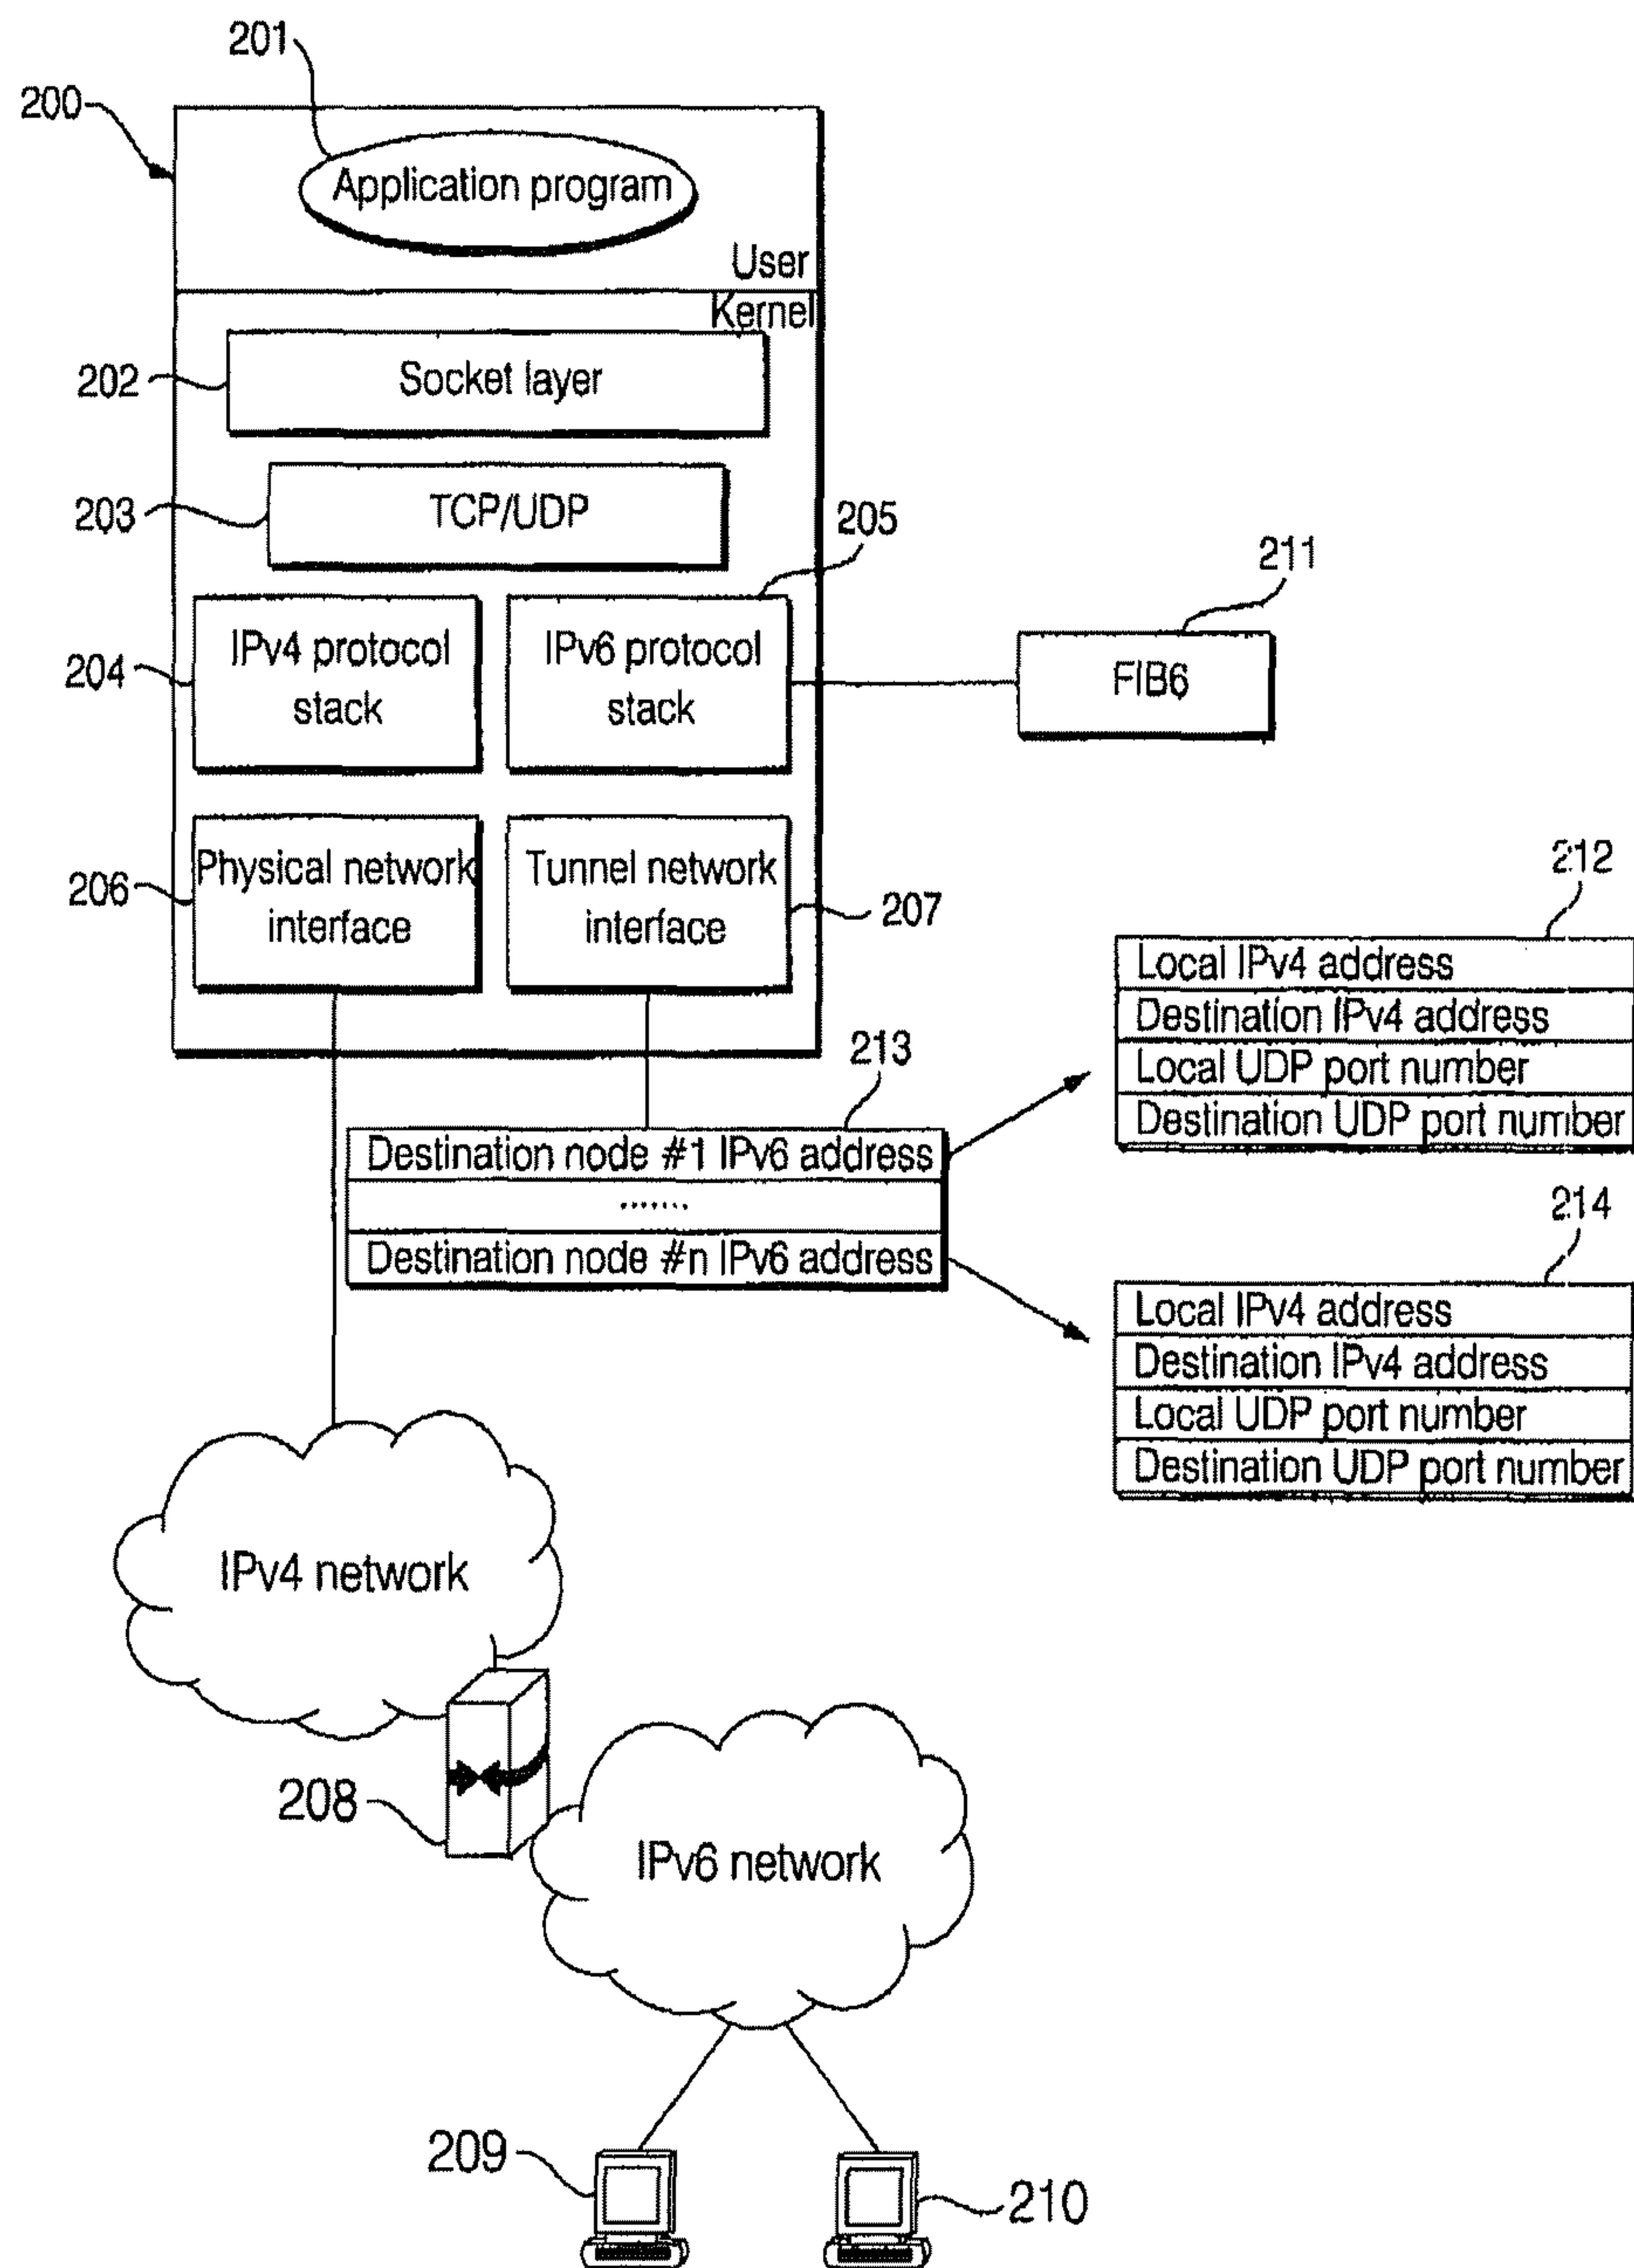 201
200
Application program
User
Kernel
202
Socket layer
203
TCP/UDP
205
211
204
IPv4 protocol
stack
IPv6 protocol
stack
FIB6
206
Physical network
interface
Tunnel network
interface
207
212
Local IPv4 address
Destination IPv4 address
Local UDP port number
Destination UDP port number
213
Destination node #1 IPv6 address
.......
Destination node #n IPv6 address
214
Local IPv4 address
Destination IPv4 address
Local UDP port number
Destination UDP port number
IPv4 network
208
IPv6 network
209
210